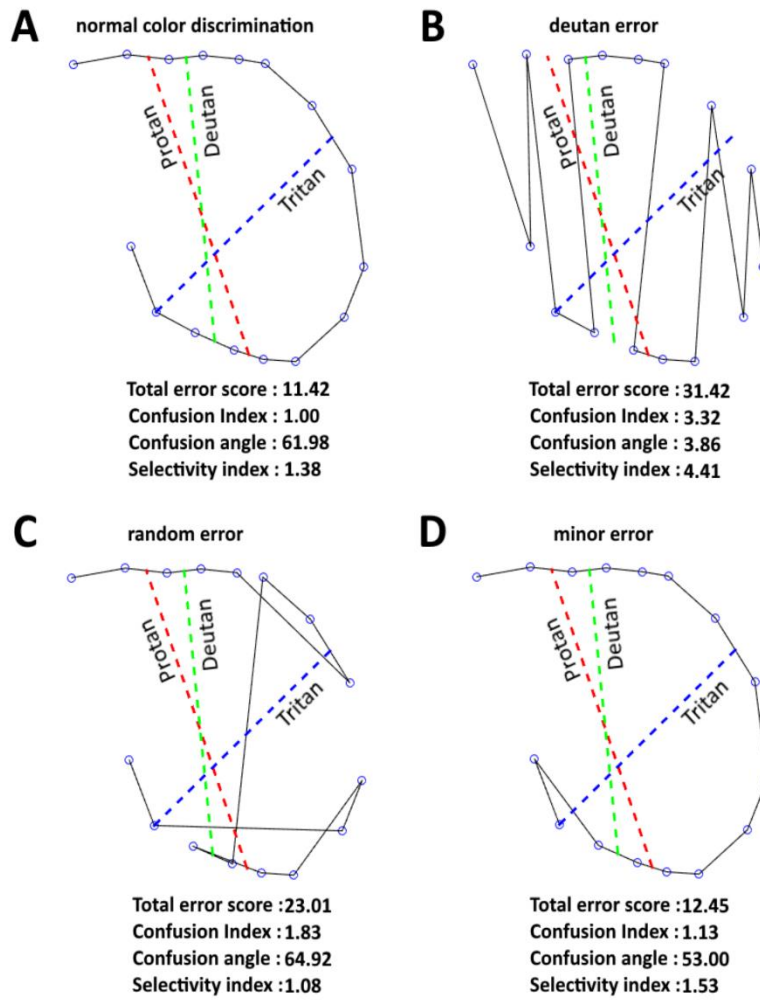 A
normal color discrimination
Protan
Deutan
Tritan
Total error score : 11.42
Confusion Index : 1.00
Confusion angle : 61.98
Selectivity index : 1.38
B
deutan error
Protan
Deutan
Tritan
Total error score : 31.42
Confusion Index : 3.32
Confusion angle : 3.86
Selectivity index : 4.41
C
random error
Protan
Deutan
Tritan
Total error score :23.01
Confusion Index :1.83
Confusion angle :64.92
Selectivity index :1.08
D
minor error
Protan
Deutan
Tritan
Total error score :12.45
Confusion Index :1.13
Confusion angle :53.00
Selectivity index :1.53